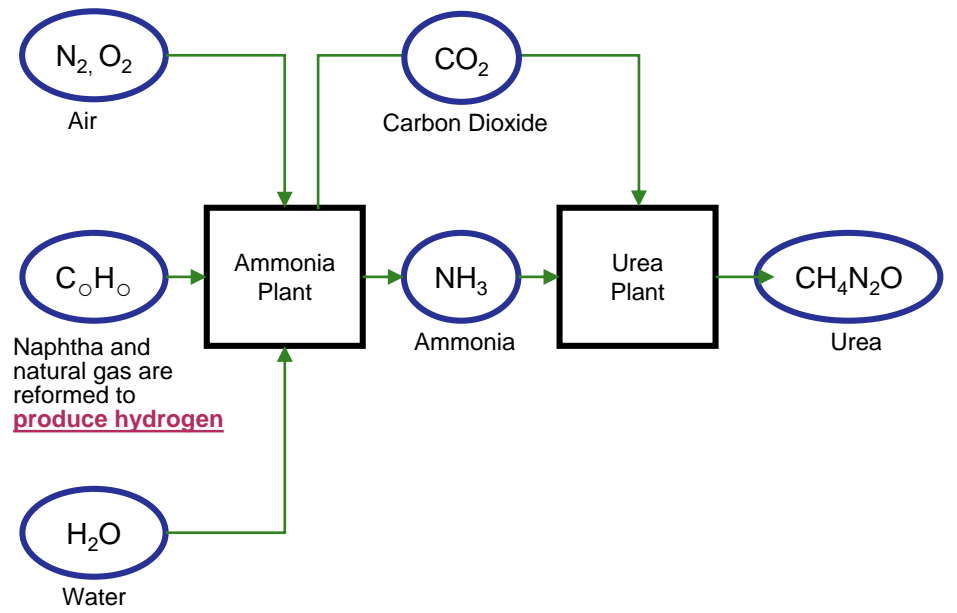 N₂, O₂
Air
CO₂
Carbon Dioxide
C○H○
Naphtha and
natural gas are
reformed to
produce hydrogen
Ammonia
Plant
NH₃
Ammonia
Urea
Plant
CH₄N₂O
Urea
H₂O
Water